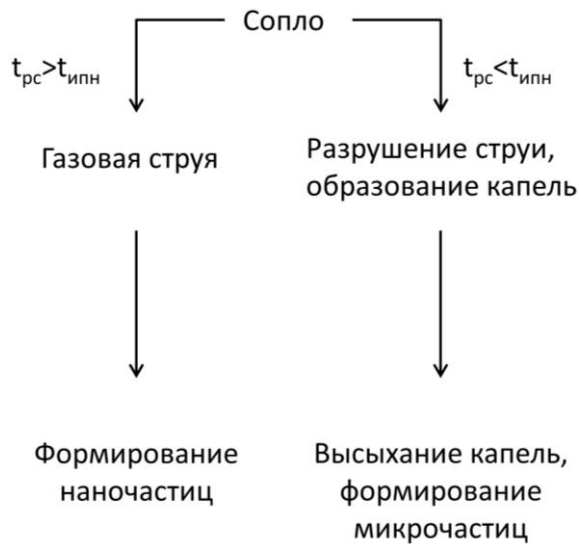 Сопло
tрс>tипн
tрс<tипн
Газовая струя
Разрушение струи,
образование капель
Формирование
наночастиц
Высыхание капель,
формирование
микрочастиц